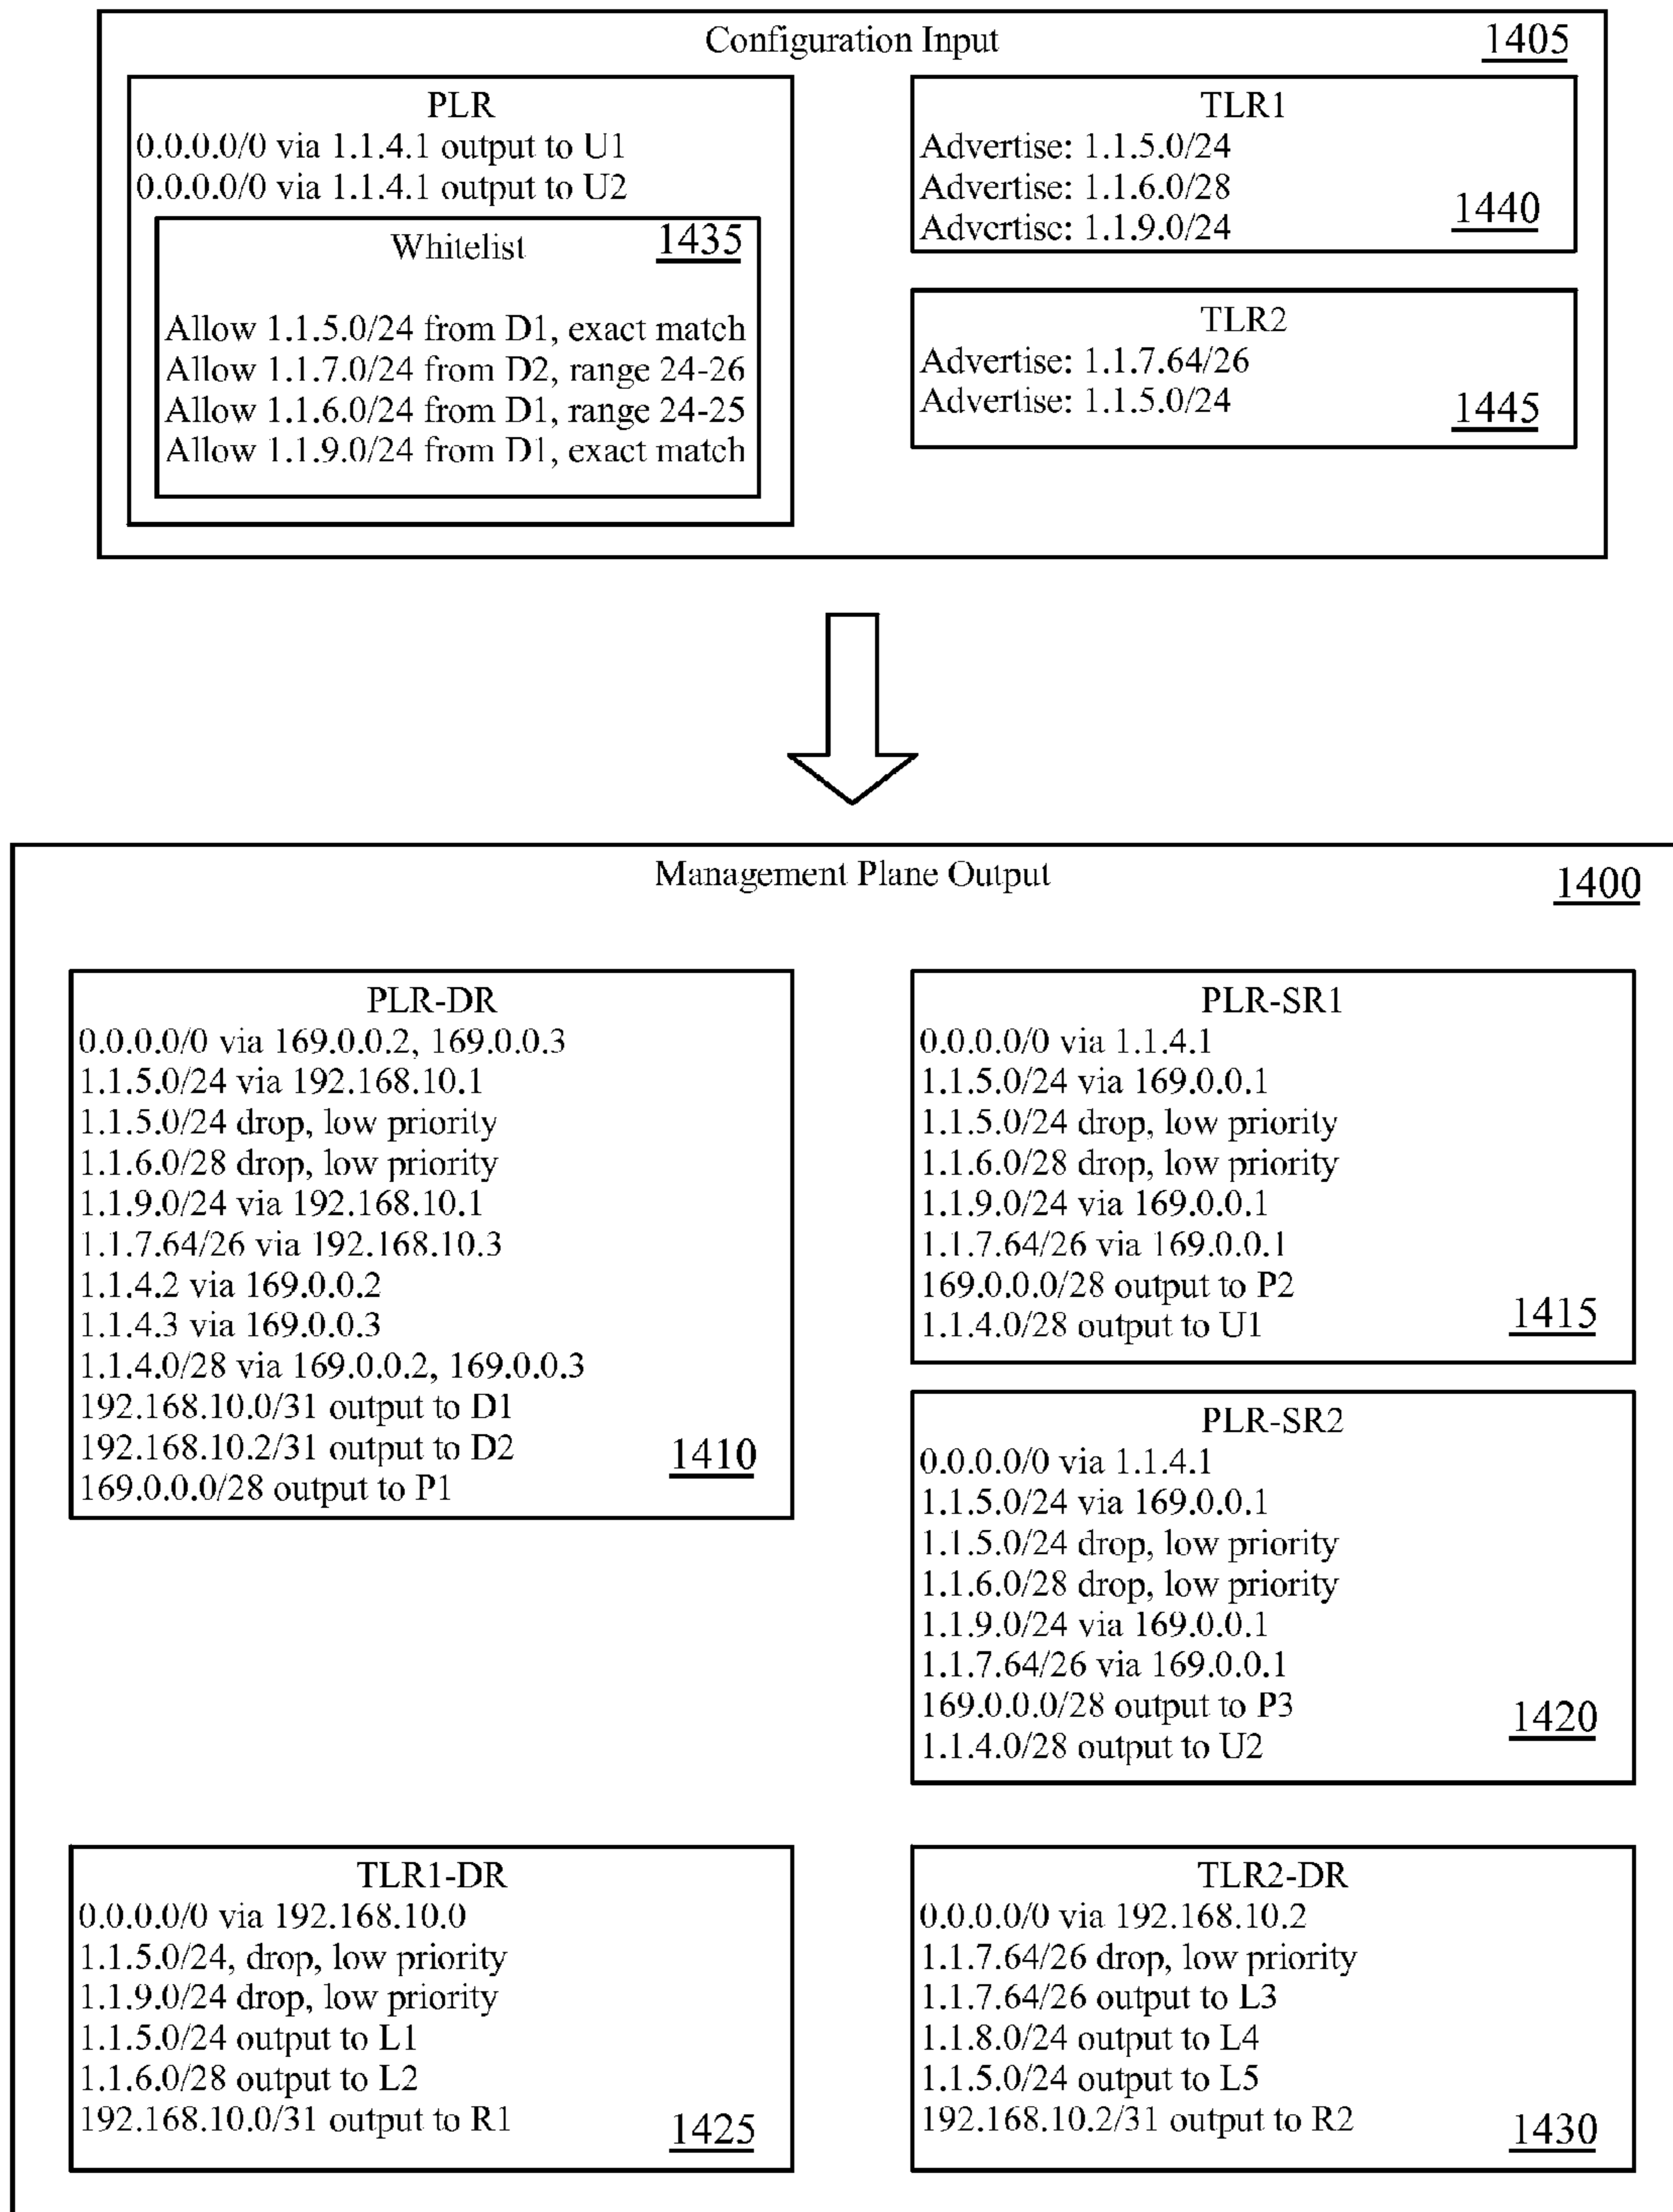 Configuration Input
1405
PLR
0.0.0.0/0 via 1.1.4.1 output to U1
0.0.0.0/0 via 1.1.4.1 output to U2
Whitelist
1435
Allow 1.1.5.0/24 from D1, exact match
Allow 1.1.7.0/24 from D2, range 24-26
Allow 1.1.6.0/24 from D1, range 24-25
Allow 1.1.9.0/24 from D1, exact match
TLR1
Advertise: 1.1.5.0/24
Advertise: 1.1.6.0/28
Advertise: 1.1.9.0/24
1440
TLR2
Advertise: 1.1.7.64/26
Advertise: 1.1.5.0/24
1445
Management Plane Output
1400
PLR-DR
0.0.0.0/0 via 169.0.0.2, 169.0.0.3
1.1.5.0/24 via 192.168.10.1
1.1.5.0/24 drop, low priority
1.1.6.0/28 drop, low priority
1.1.9.0/24 via 192.168.10.1
1.1.7.64/26 via 192.168.10.3
1.1.4.2 via 169.0.0.2
1.1.4.3 via 169.0.0.3
1.1.4.0/28 via 169.0.0.2, 169.0.0.3
192.168.10.0/31 output to D1
192.168.10.2/31 output to D2
169.0.0.0/28 output to P1
1410
PLR-SR1
0.0.0.0/0 via 1.1.4.1
1.1.5.0/24 via 169.0.0.1
1.1.5.0/24 drop, low priority
1.1.6.0/28 drop, low priority
1.1.9.0/24 via 169.0.0.1
1.1.7.64/26 via 169.0.0.1
169.0.0.0/28 output to P2
1.1.4.0/28 output to U1
1415
PLR-SR2
0.0.0.0/0 via 1.1.4.1
1.1.5.0/24 via 169.0.0.1
1.1.5.0/24 drop, low priority
1.1.6.0/28 drop, low priority
1.1.9.0/24 via 169.0.0.1
1.1.7.64/26 via 169.0.0.1
169.0.0.0/28 output to P3
1.1.4.0/28 output to U2
1420
TLR1-DR
0.0.0.0/0 via 192.168.10.0
1.1.5.0/24, drop, low priority
1.1.9.0/24 drop, low priority
1.1.5.0/24 output to L1
1.1.6.0/28 output to L2
192.168.10.0/31 output to R1
1425
TLR2-DR
0.0.0.0/0 via 192.168.10.2
1.1.7.64/26 drop, low priority
1.1.7.64/26 output to L3
1.1.8.0/24 output to L4
1.1.5.0/24 output to L5
192.168.10.2/31 output to R2
1430